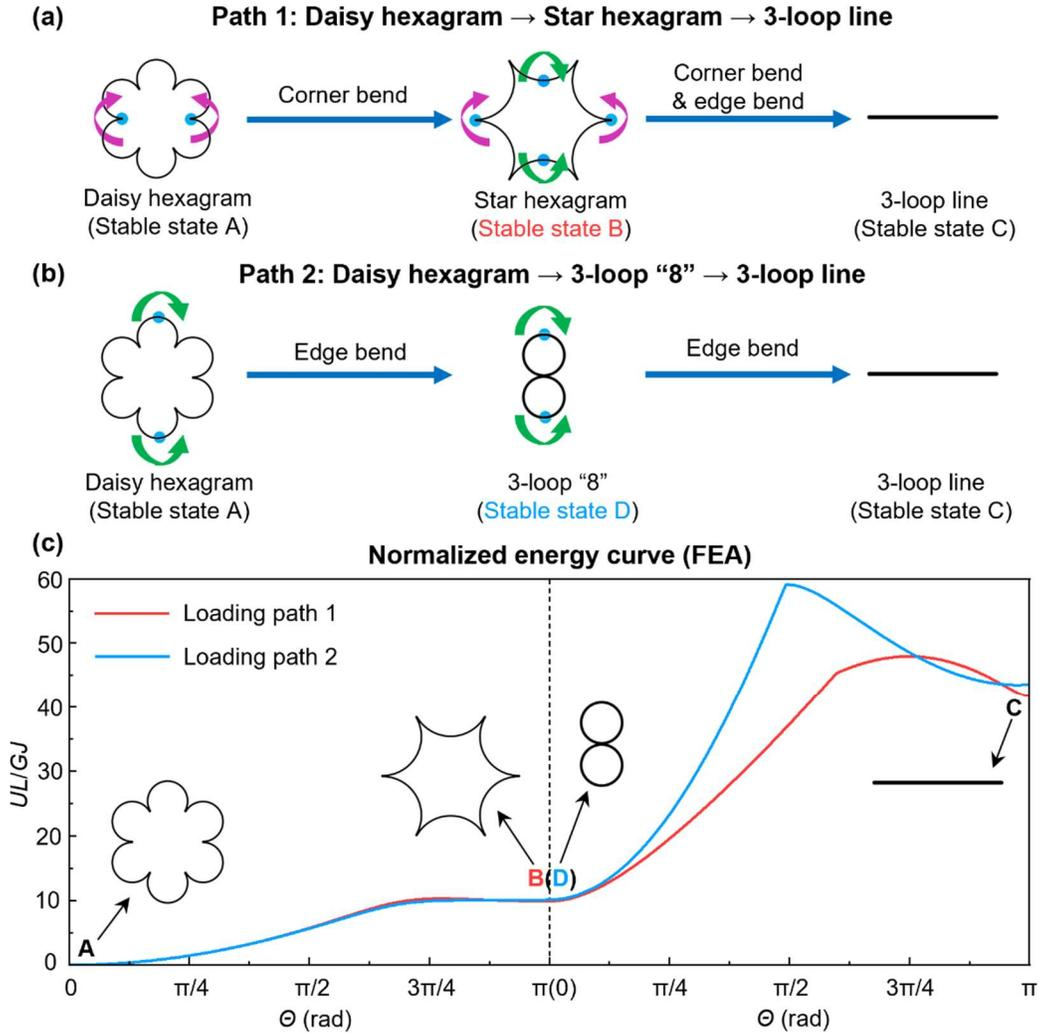 (a)
Path 1: Daisy hexagram → Star hexagram → 3-loop line
Corner bend
Corner bend
& edge bend
Daisy hexagram
(Stable state A)
Star hexagram
(Stable state B)
3-loop line
(Stable state C)
(b)
Path 2: Daisy hexagram → 3-loop “8” → 3-loop line
Edge bend
Edge bend
Daisy hexagram
(Stable state A)
3-loop “8”
(Stable state D)
3-loop line
(Stable state C)
(c)
Normalized energy curve (FEA)
Loading path 1
Loading path 2
UL/GJ
60
50
40
30
20
10
0
A
B(D)
C
0 π/4 π/2 3π/4 π(0) π/4 π/2 3π/4 π
Θ (rad) Θ (rad)